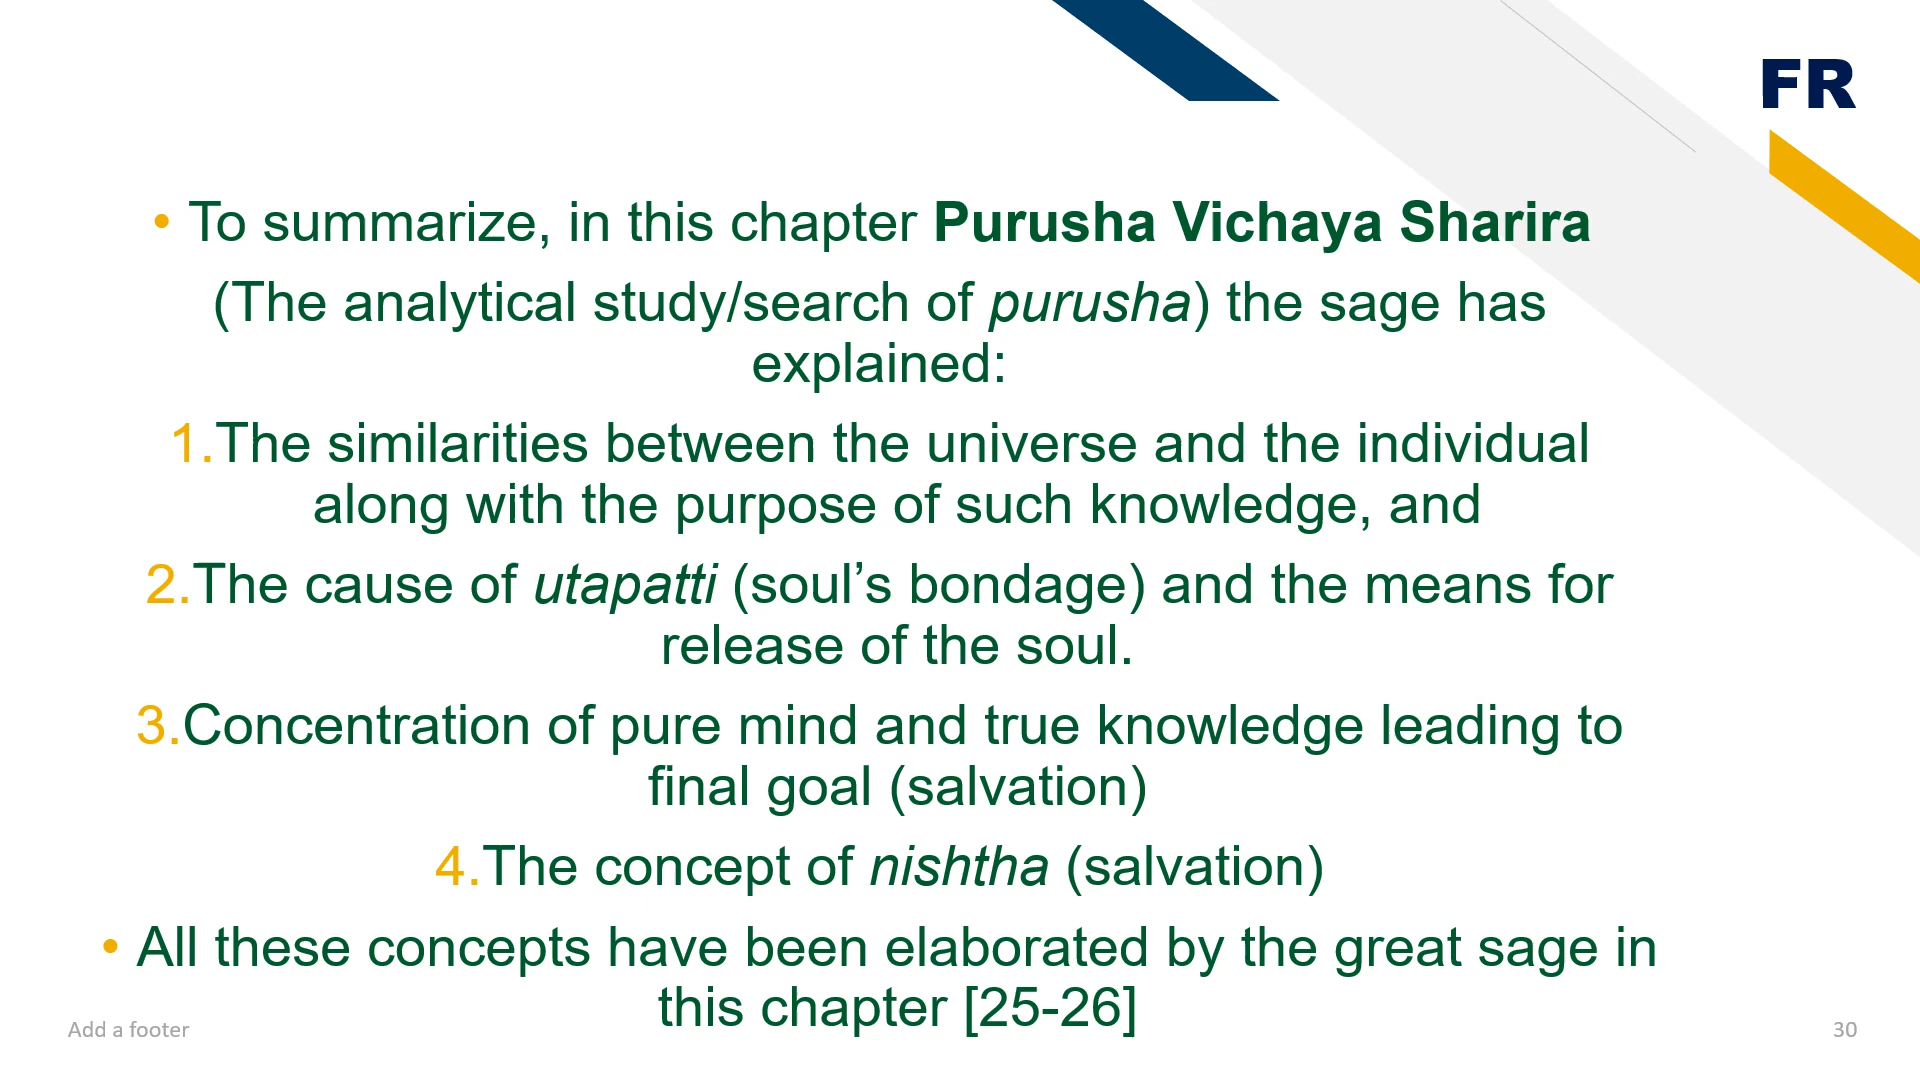 FR
• To summarize, in this chapter Purusha Vichaya Sharira
(The analytical study/search of purusha) the sage has
explained:
1.The similarities between the universe and the individual
along with the purpose of such knowledge, and
2.The cause of utapatti (soul’s bondage) and the means for
release of the soul.
3.Concentration of pure mind and true knowledge leading to
final goal (salvation)
4.The concept of nishtha (salvation)
• All these concepts have been elaborated by the great sage in
this chapter [25-26]
Add a footer
30